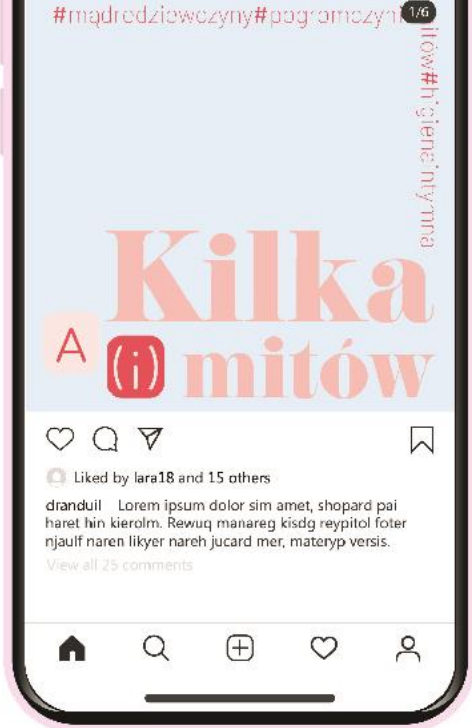 #mądredziewczyny#pogromczyni
1/6
mitów#higienaintymna
Kilka
A
(i) mitów
Liked by lara18 and 15 others
dranduil Lorem ipsum dolor sim amet, shopard pai
haret hin kierolm. Rewuq manareg kisdg reypitol foter
njaulf naren likyer nareh jucard mer, materyp versis.
View all 25 comments